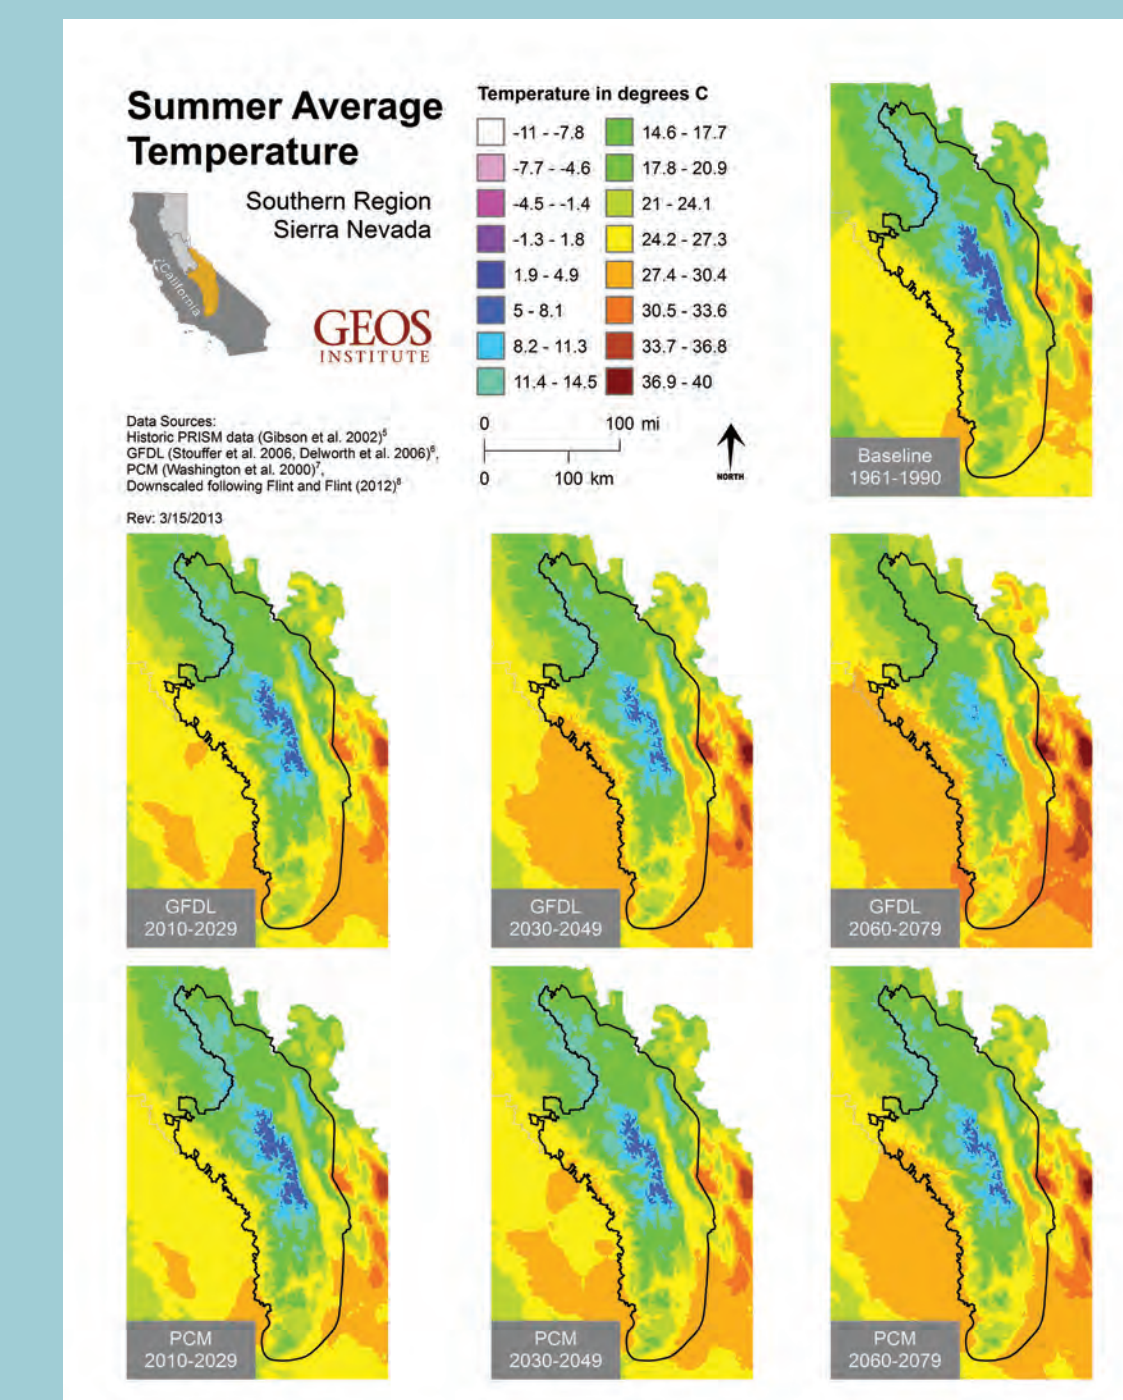 Summer Average
Temperature
Southern Region
Sierra Nevada
California
GEOS
INSTITUTE
Data Sources:
Historic PRISM data (Gibson et al. 2002)⁵
GFDL (Stouffer et al. 2006, Delworth et al. 2006)⁶,
PCM (Washington et al. 2000)⁷,
Downscaled following Flint and Flint (2012)⁸
Rev: 3/15/2013
Temperature in degrees C
-11 - -7.8
-7.7 - -4.6
-4.5 - -1.4
-1.3 - 1.8
1.9 - 4.9
5 - 8.1
8.2 - 11.3
11.4 - 14.5
14.6 - 17.7
17.8 - 20.9
21 - 24.1
24.2 - 27.3
27.4 - 30.4
30.5 - 33.6
33.7 - 36.8
36.9 - 40
0 100 mi
0 100 km
NORTH
Baseline
1961-1990
GFDL
2010-2029
GFDL
2030-2049
GFDL
2060-2079
PCM
2010-2029
PCM
2030-2049
PCM
2060-2079